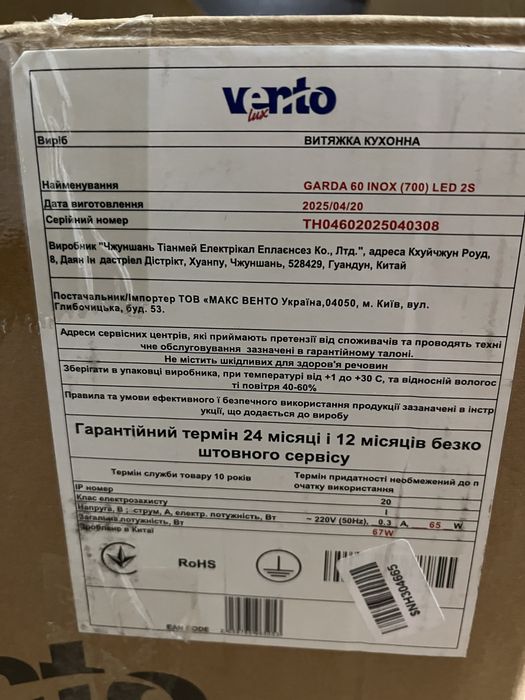 vento
lux
Виріб ВИТЯЖКА КУХОННА
Найменування GARDA 60 INOX (700) LED 2S
Дата виготовлення 2025/04/20
Серійний номер TH04602025040308
Виробник "Чжуншань Тіанмей Електрікал Еплаєнсез Ко., Лтд.", адреса Кхуйчжун Роуд,
8, Даян Ін дастріел Дістрікт, Хуанпу, Чжуншань, 528429, Гуандун, Китай
Постачальник/Імпортер ТОВ «МАКС ВЕНТО Україна,04050, м. Київ, вул.
Глибочицька, буд. 53.
Адреси сервісних центрів, які приймають претензії від споживачів та проводять техні
чне обслуговування зазначені в гарантійному талоні.
Не містить шкідливих для здоров'я речовин
Зберігати в упаковці виробника, при температурі від +1 до +30 С, та відносній вологос
ті повітря 40-60%
Правила та умови ефективного ї безпечного використання продукції зазаначені в інстр
укції, що додається до виробу
Гарантійний термін 24 місяці і 12 місяців безко
штовного сервісу
Термін служби товару 10 років Термін придатності необмежений до п
очатку використання
IP номер 20
Клас електрозахисту I
Напруга, В ; струм, А, електр. потужність, Вт ~ 220V (50Hz), 0.3 A, 65 W
Загальна потужність, Вт 67W
Зроблено в Китаї
RoHS
SNH304665
EAN CODE